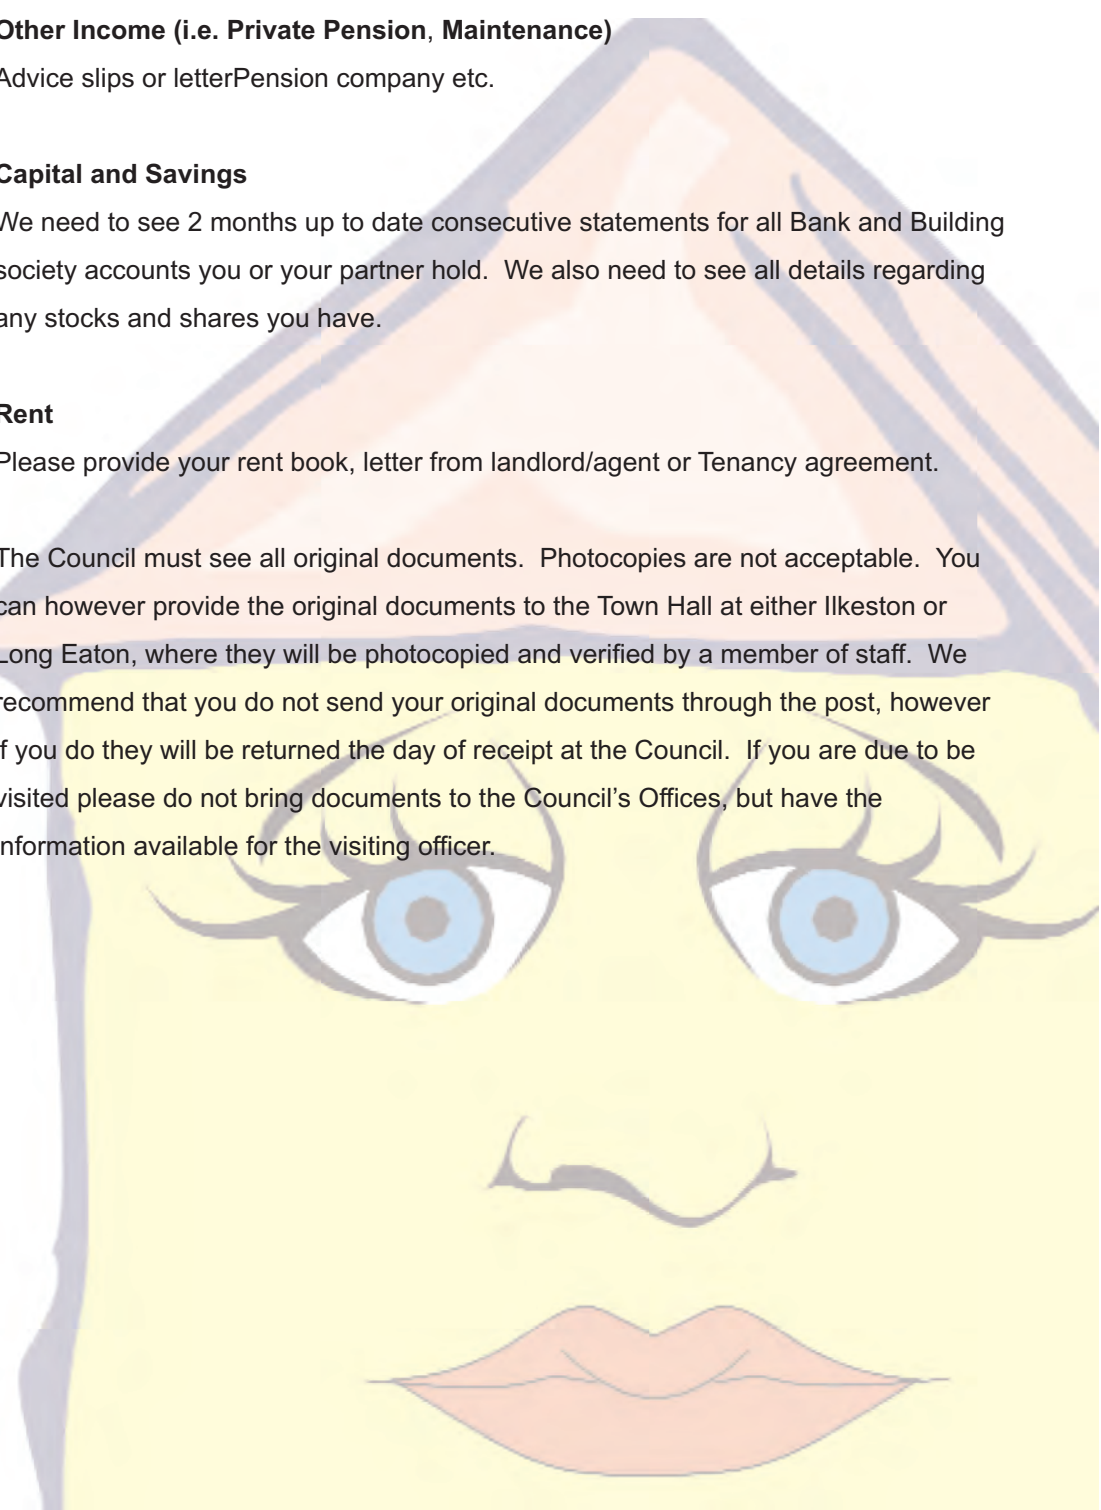 Other Income (i.e. Private Pension, Maintenance)
Advice slips or letterPension company etc.
Capital and Savings
We need to see 2 months up to date consecutive statements for all Bank and Building
society accounts you or your partner hold.  We also need to see all details regarding
any stocks and shares you have.
Rent
Please provide your rent book, letter from landlord/agent or Tenancy agreement.
The Council must see all original documents.  Photocopies are not acceptable.  You
can however provide the original documents to the Town Hall at either Ilkeston or
Long Eaton, where they will be photocopied and verified by a member of staff.  We
recommend that you do not send your original documents through the post, however
if you do they will be returned the day of receipt at the Council.  If you are due to be
visited please do not bring documents to the Council's Offices, but have the
information available for the visiting officer.